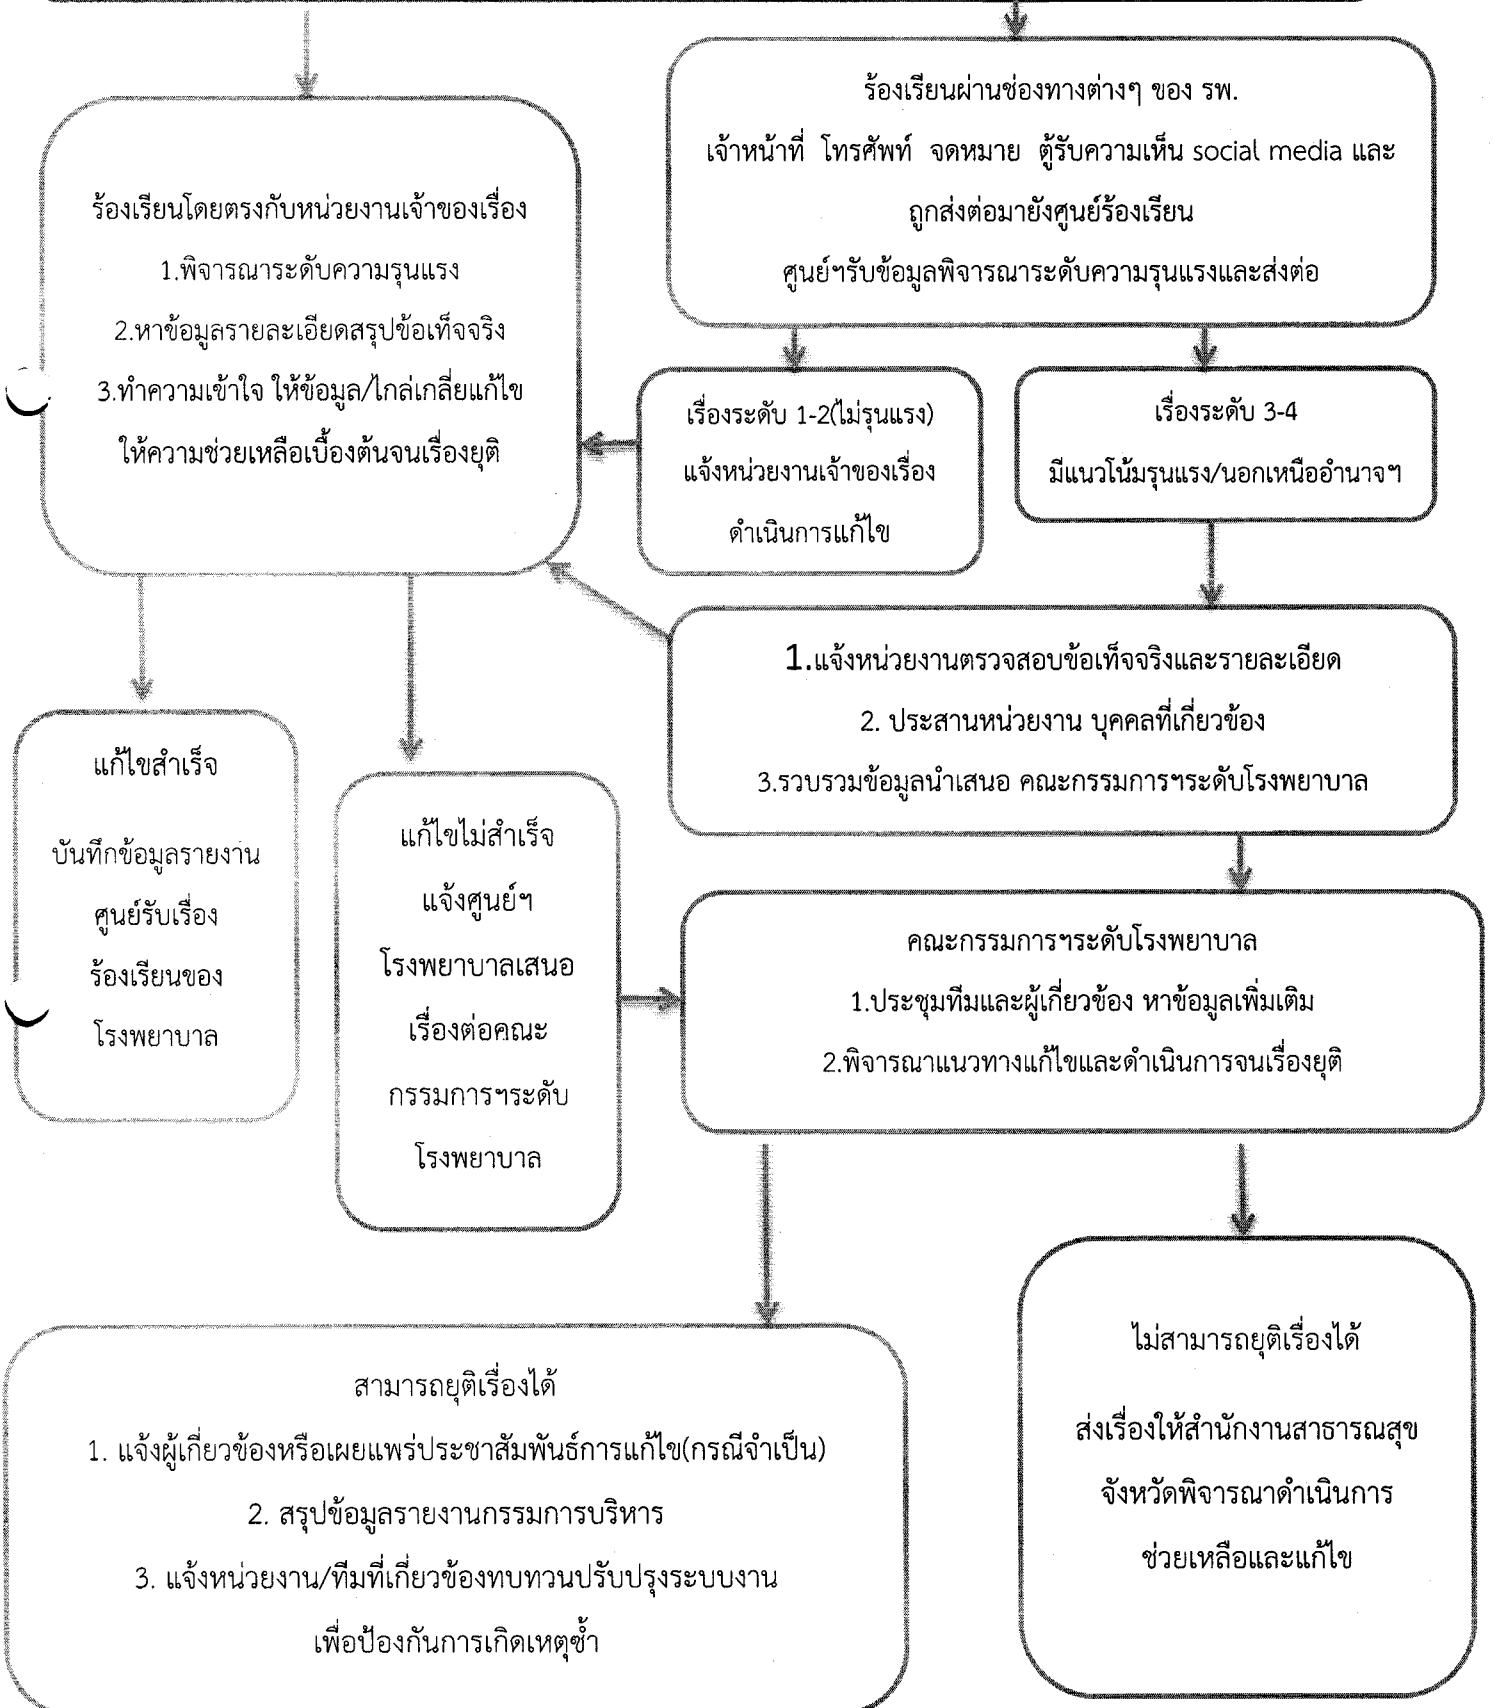 ร้องเรียนผ่านช่องทางต่างๆ ของ รพ.
เจ้าหน้าที่ โทรศัพท์ จดหมาย ตู้รับความเห็น social media และ
ถูกส่งต่อมายังศูนย์ร้องเรียน
ศูนย์ฯรับข้อมูลพิจารณาระดับความรุนแรงและส่งต่อ
ร้องเรียนโดยตรงกับหน่วยงานเจ้าของเรื่อง
1.พิจารณาระดับความรุนแรง
2.หาข้อมูลรายละเอียดสรุปข้อเท็จจริง
3.ทำความเข้าใจ ให้ข้อมูล/ไกล่เกลี่ยแก้ไข
ให้ความช่วยเหลือเบื้องต้นจนเรื่องยุติ
เรื่องระดับ 1-2(ไม่รุนแรง)
แจ้งหน่วยงานเจ้าของเรื่อง
ดำเนินการแก้ไข
เรื่องระดับ 3-4
มีแนวโน้มรุนแรง/นอกเหนืออำนาจฯ
1.แจ้งหน่วยงานตรวจสอบข้อเท็จจริงและรายละเอียด
2. ประสานหน่วยงาน บุคคลที่เกี่ยวข้อง
3.รวบรวมข้อมูลนำเสนอ คณะกรรมการฯระดับโรงพยาบาล
แก้ไขสำเร็จ
บันทึกข้อมูลรายงาน
ศูนย์รับเรื่อง
ร้องเรียนของ
โรงพยาบาล
แก้ไขไม่สำเร็จ
แจ้งศูนย์ฯ
โรงพยาบาลเสนอ
เรื่องต่อคณะ
กรรมการฯระดับ
โรงพยาบาล
คณะกรรมการฯระดับโรงพยาบาล
1.ประชุมทีมและผู้เกี่ยวข้อง หาข้อมูลเพิ่มเติม
2.พิจารณาแนวทางแก้ไขและดำเนินการจนเรื่องยุติ
สามารถยุติเรื่องได้
1. แจ้งผู้เกี่ยวข้องหรือเผยแพร่ประชาสัมพันธ์การแก้ไข(กรณีจำเป็น)
2. สรุปข้อมูลรายงานกรรมการบริหาร
3. แจ้งหน่วยงาน/ทีมที่เกี่ยวข้องทบทวนปรับปรุงระบบงาน
เพื่อป้องกันการเกิดเหตุซ้ำ
ไม่สามารถยุติเรื่องได้
ส่งเรื่องให้สำนักงานสาธารณสุข
จังหวัดพิจารณาดำเนินการ
ช่วยเหลือและแก้ไข